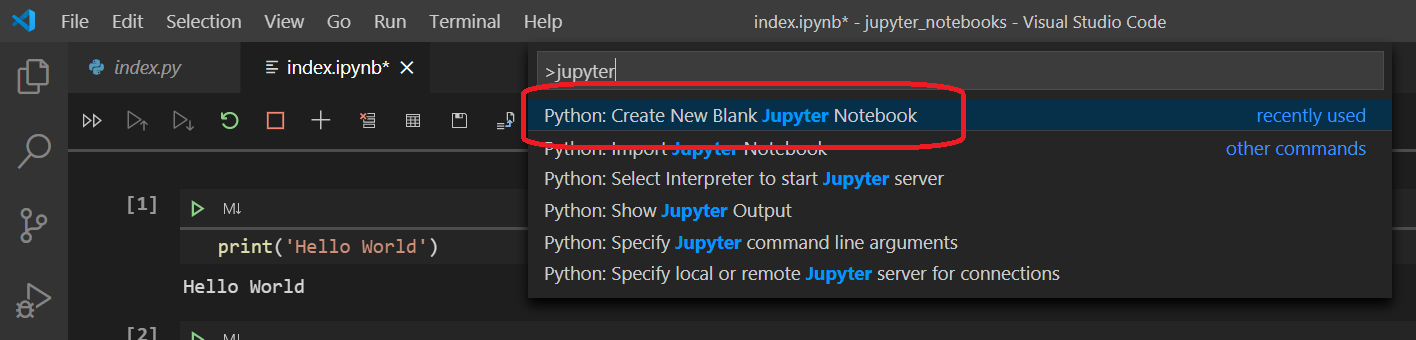 File Edit Selection View Go Run Terminal Help index.ipynb* - jupyter_notebooks - Visual Studio Code
index.py index.ipynb*
>jupyter
Python: Create New Blank Jupyter Notebook recently used
Python: Import Jupyter Notebook other commands
Python: Select Interpreter to start Jupyter server
Python: Show Jupyter Output
Python: Specify Jupyter command line arguments
Python: Specify local or remote Jupyter server for connections
[1] M↓
print('Hello World')
Hello World
[2] M↓